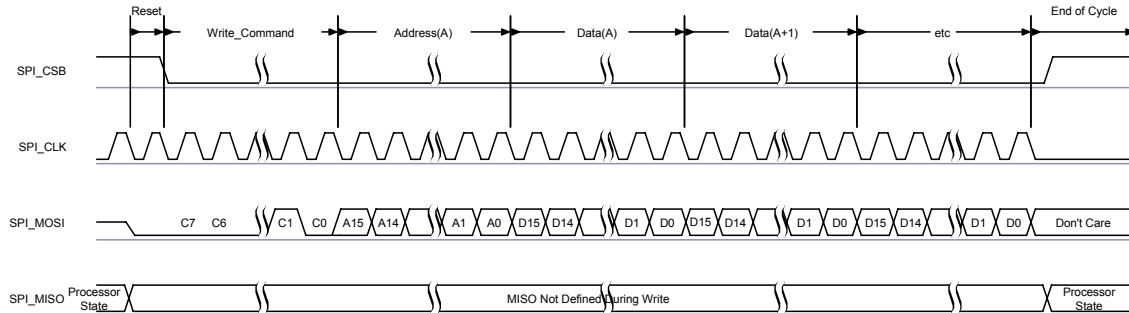 Reset End of Cycle
Write_Command Address(A) Data(A) Data(A+1) etc
SPI_CSB
SPI_CLK
SPI_MOSI C7 C6 C1 C0 A15 A14 A1 A0 D15 D14 D1 D0 D15 D14 D1 D0 D15 D14 D1 D0 Don't Care
SPI_MISO Processor State MISO Not Defined During Write Processor State